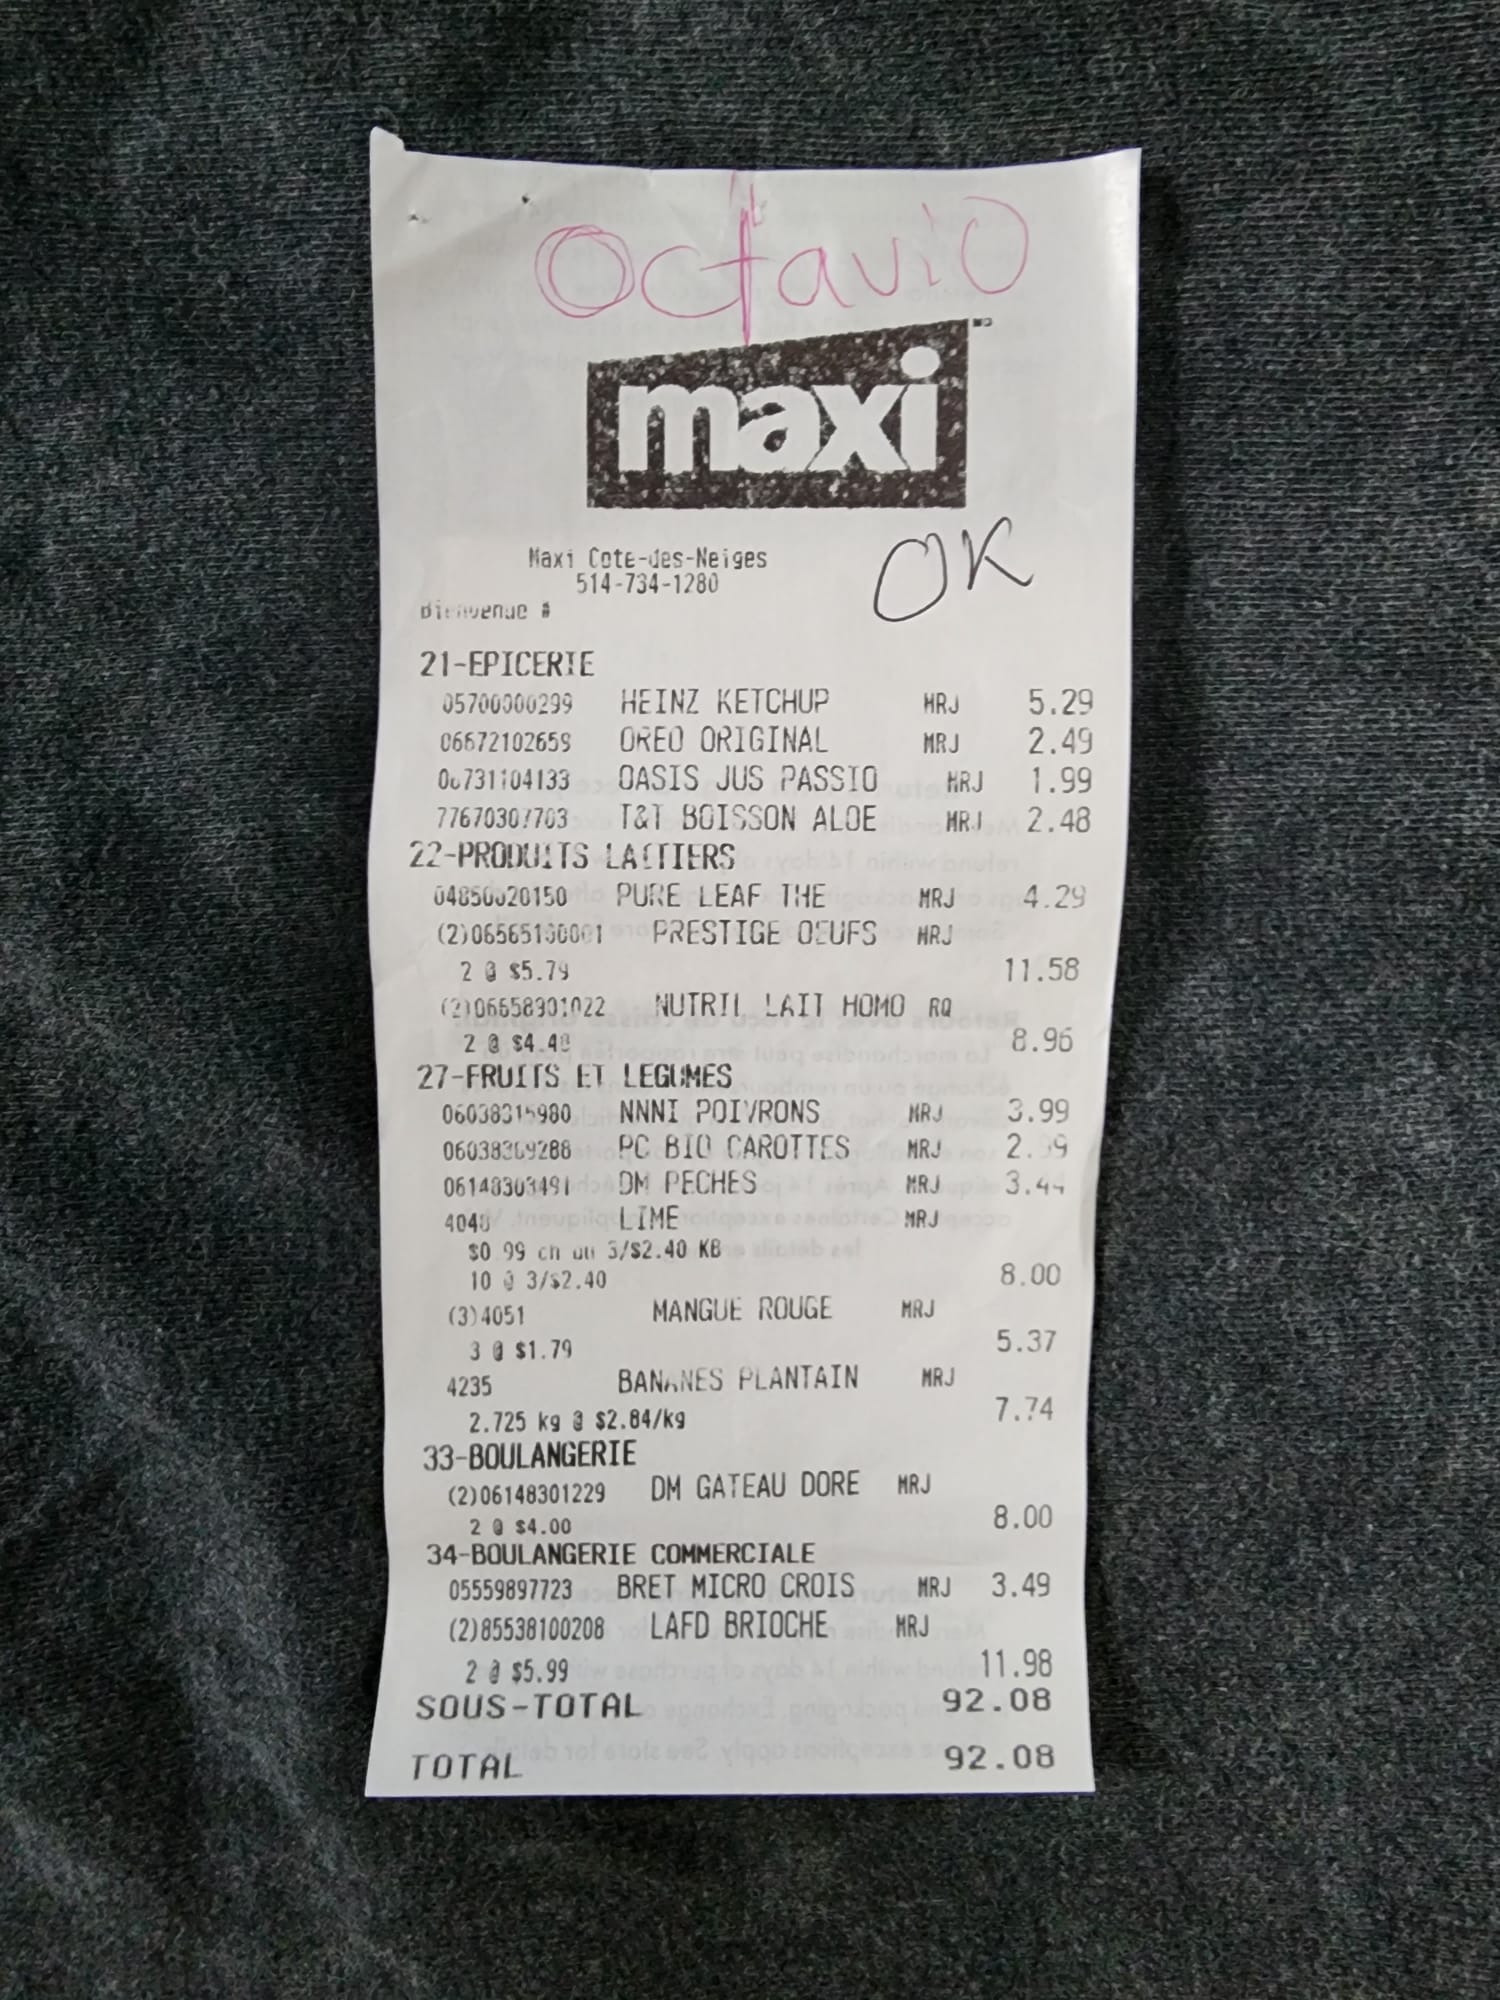 Octavio
maxi
OK
Maxi Cote-des-Neiges
514-734-1280
Bienvenue #
21-EPICERIE
05700000299 HEINZ KETCHUP MRJ 5.29
06672102659 OREO ORIGINAL MRJ 2.49
06731104133 OASIS JUS PASSIO MRJ 1.99
77670307703 T&T BOISSON ALOE MRJ 2.48
22-PRODUITS LAITIERS
04850020150 PURE LEAF THE MRJ 4.29
(2)06565100001 PRESTIGE OEUFS MRJ
2 @ $5.79 11.58
(2)06658901022 NUTRIL LAIT HOMO RQ
2 @ $4.48 8.96
27-FRUITS ET LEGUMES
06038315980 NNNI POIVRONS MRJ 3.99
06038369288 PC BIO CAROTTES MRJ 2.99
06148303491 DM PECHES MRJ 3.44
4048 LIME MRJ
$0.99 ch ou 3/$2.40 KB
10 @ 3/$2.40 8.00
(3)4051 MANGUE ROUGE MRJ
3 @ $1.79 5.37
4235 BANANES PLANTAIN MRJ
2.725 kg @ $2.84/kg 7.74
33-BOULANGERIE
(2)06148301229 DM GATEAU DORE MRJ
2 @ $4.00 8.00
34-BOULANGERIE COMMERCIALE
05559897723 BRET MICRO CROIS MRJ 3.49
(2)85538100208 LAFD BRIOCHE MRJ
2 @ $5.99 11.98
SOUS-TOTAL 92.08
TOTAL 92.08